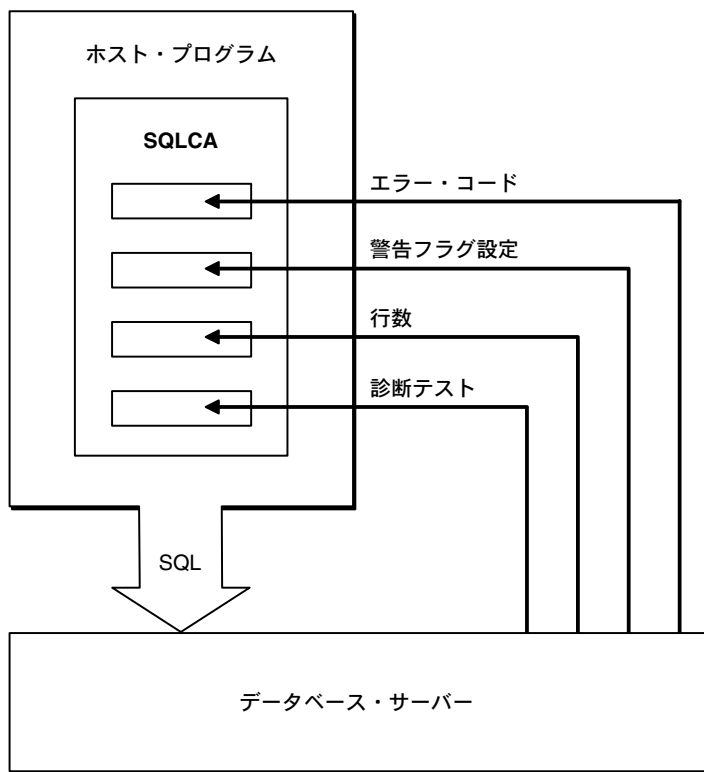 ホスト・プログラム
SQLCA
エラー・コード
警告フラグ設定
行数
診断テスト
SQL
データベース・サーバー